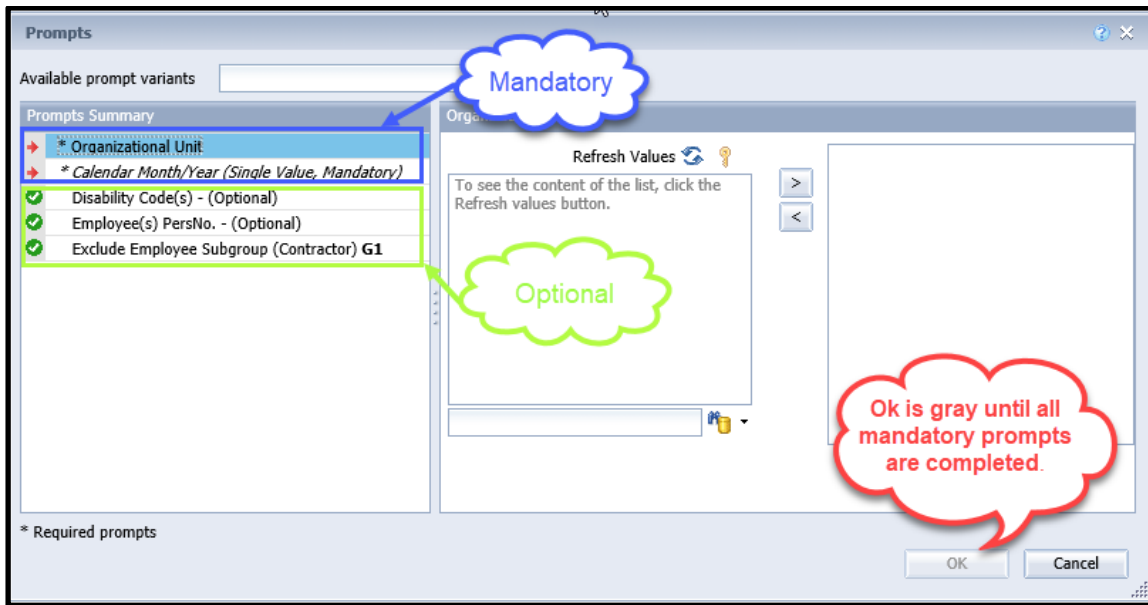 Prompts
Available prompt variants
Mandatory
Prompts Summary
* Organizational Unit
* Calendar Month/Year (Single Value, Mandatory)
Disability Code(s) - (Optional)
Employee(s) PersNo. - (Optional)
Exclude Employee Subgroup (Contractor) G1
Refresh Values
To see the content of the list, click the
Refresh values button.
>
<
Optional
Ok is gray until all
mandatory prompts
are completed.
* Required prompts
OK
Cancel